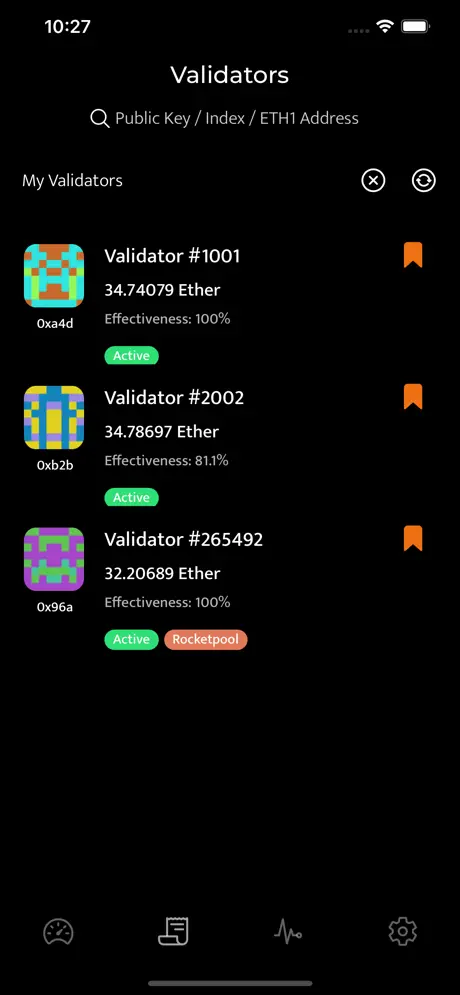 10:27
Validators
Public Key / Index / ETH1 Address
My Validators
Validator #1001
34.74079 Ether
Effectiveness: 100%
0xa4d
Active
Validator #2002
34.78697 Ether
Effectiveness: 81.1%
0xb2b
Active
Validator #265492
32.20689 Ether
Effectiveness: 100%
0x96a
Active Rocketpool